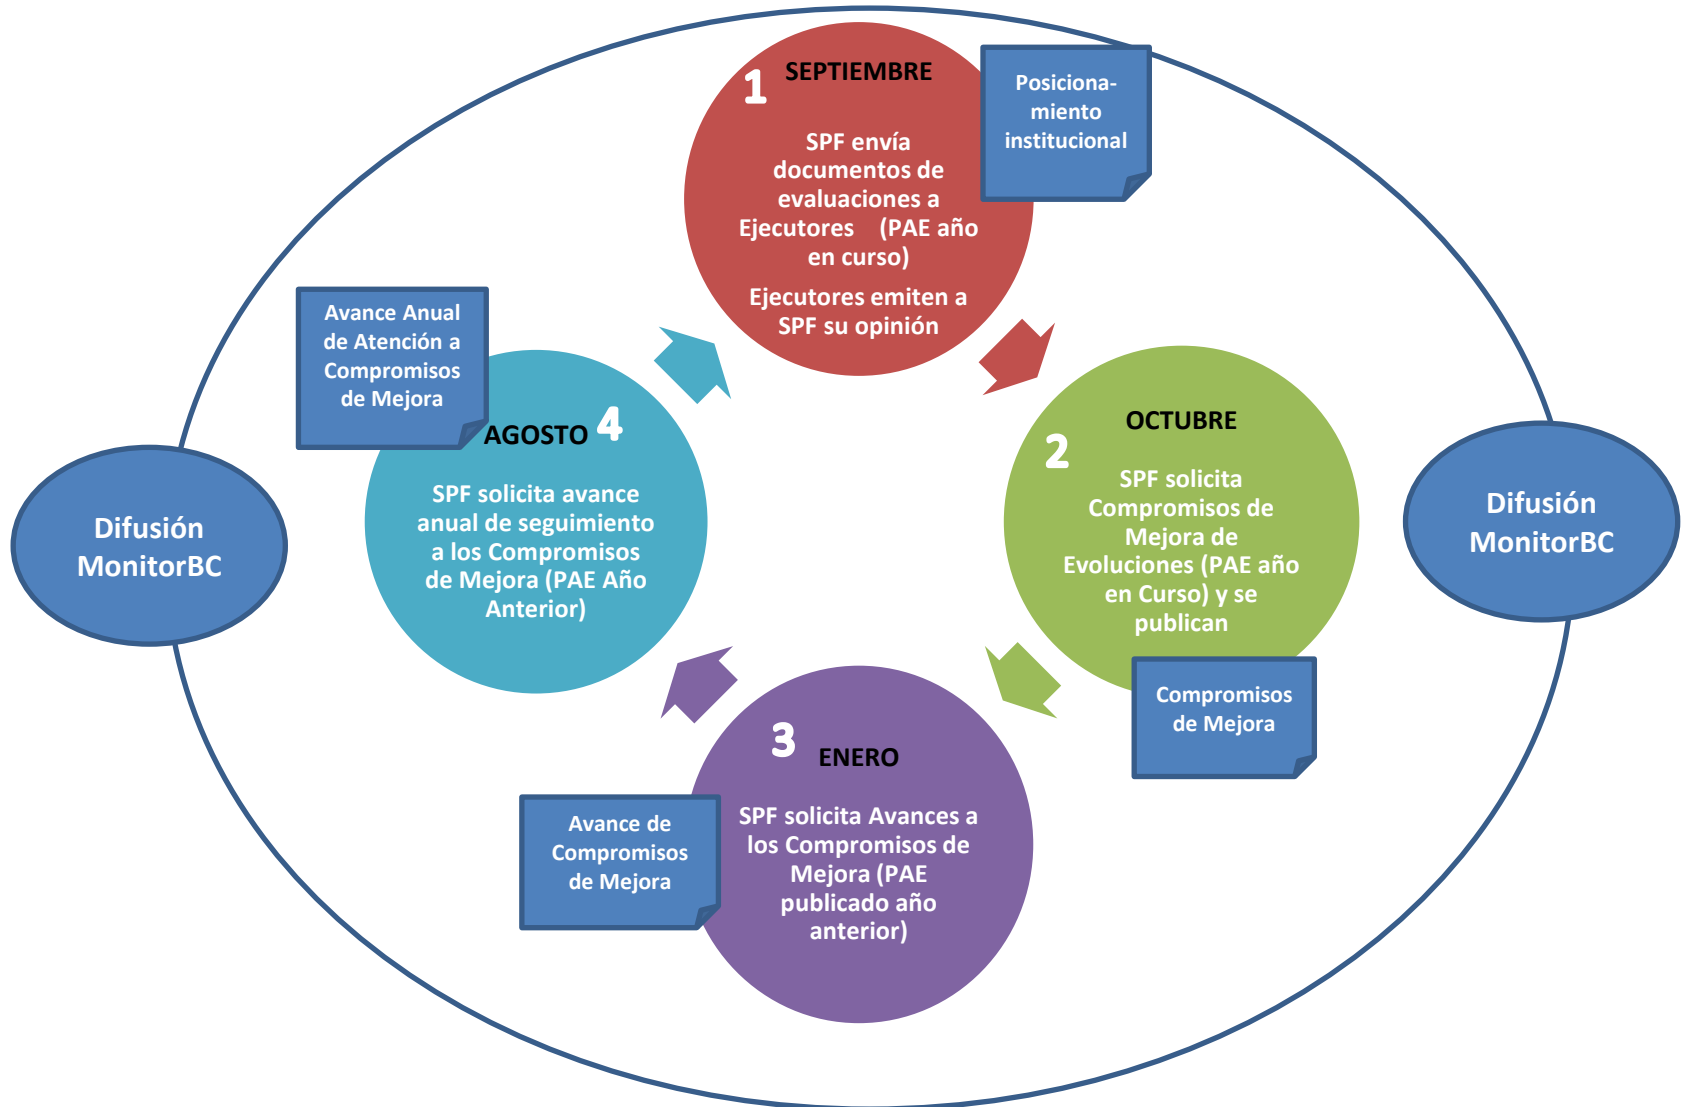 1
SEPTIEMBRE
SPF envía
documentos de
evaluaciones a
Ejecutores (PAE año
en curso)
Ejecutores emiten a
SPF su opinión
Posiciona-
miento
institucional
2
OCTUBRE
SPF solicita
Compromisos de
Mejora de
Evoluciones (PAE año
en Curso) y se
publican
Compromisos
de Mejora
3
ENERO
SPF solicita Avances a
los Compromisos de
Mejora (PAE
publicado año
anterior)
Avance de
Compromisos
de Mejora
AGOSTO 4
SPF solicita avance
anual de seguimiento
a los Compromisos
de Mejora (PAE Año
Anterior)
Avance Anual
de Atención a
Compromisos
de Mejora
Difusión
MonitorBC
Difusión
MonitorBC